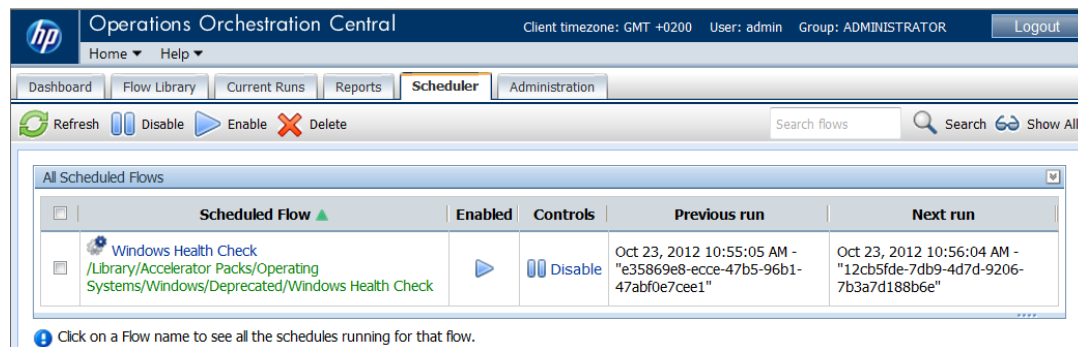 hp
Operations Orchestration Central
Client timezone: GMT +0200 User: admin Group: ADMINISTRATOR Logout
Home Help
Dashboard Flow Library Current Runs Reports Scheduler Administration
Refresh Disable Enable Delete Search flows Search Show All
All Scheduled Flows
Scheduled Flow Enabled Controls Previous run Next run
Windows Health Check
/Library/Accelerator Packs/Operating
Systems/Windows/Deprecated/Windows Health Check
Disable
Oct 23, 2012 10:55:05 AM -
"e35869e8-ecce-47b5-96b1-
47abf0e7cee1"
Oct 23, 2012 10:56:04 AM -
"12cb5fde-7db9-4d7d-9206-
7b3a7d188b6e"
Click on a Flow name to see all the schedules running for that flow.